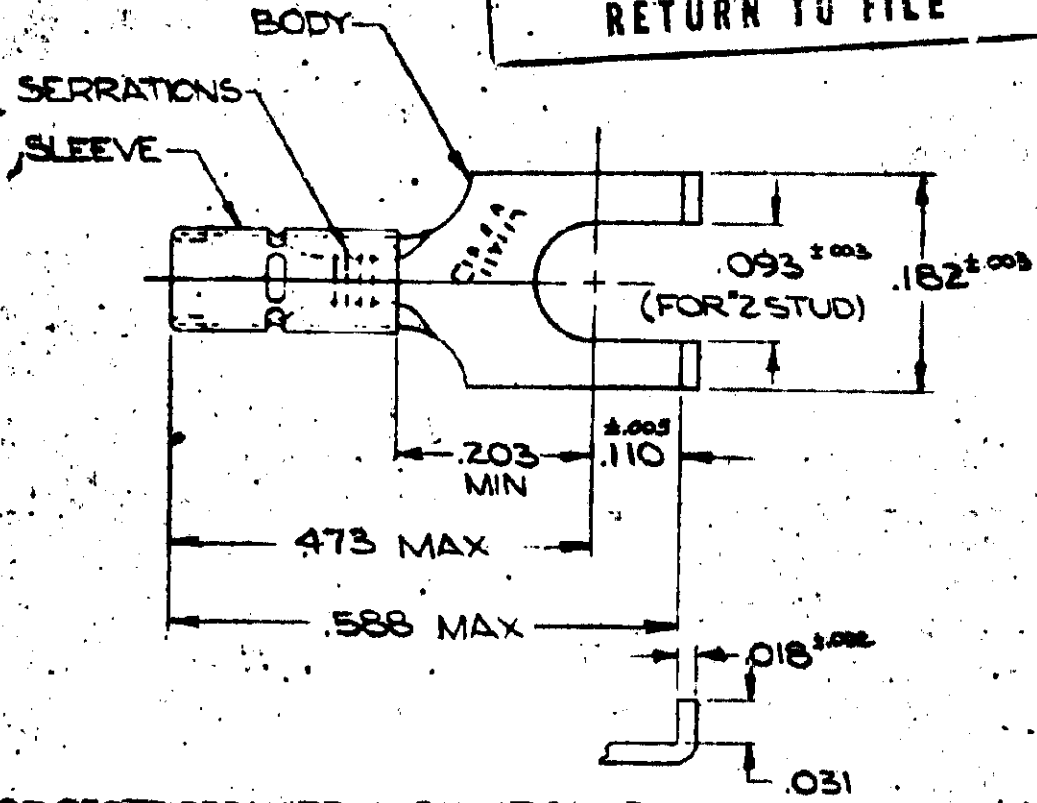 RETURN TO FILE
BODY
SERRATIONS
SLEEVE
.093 ±.003
(FOR #2 STUD)
.182 ±.003
.203
MIN
±.005
.110
.473 MAX
.588 MAX
.018 ±.002
.031